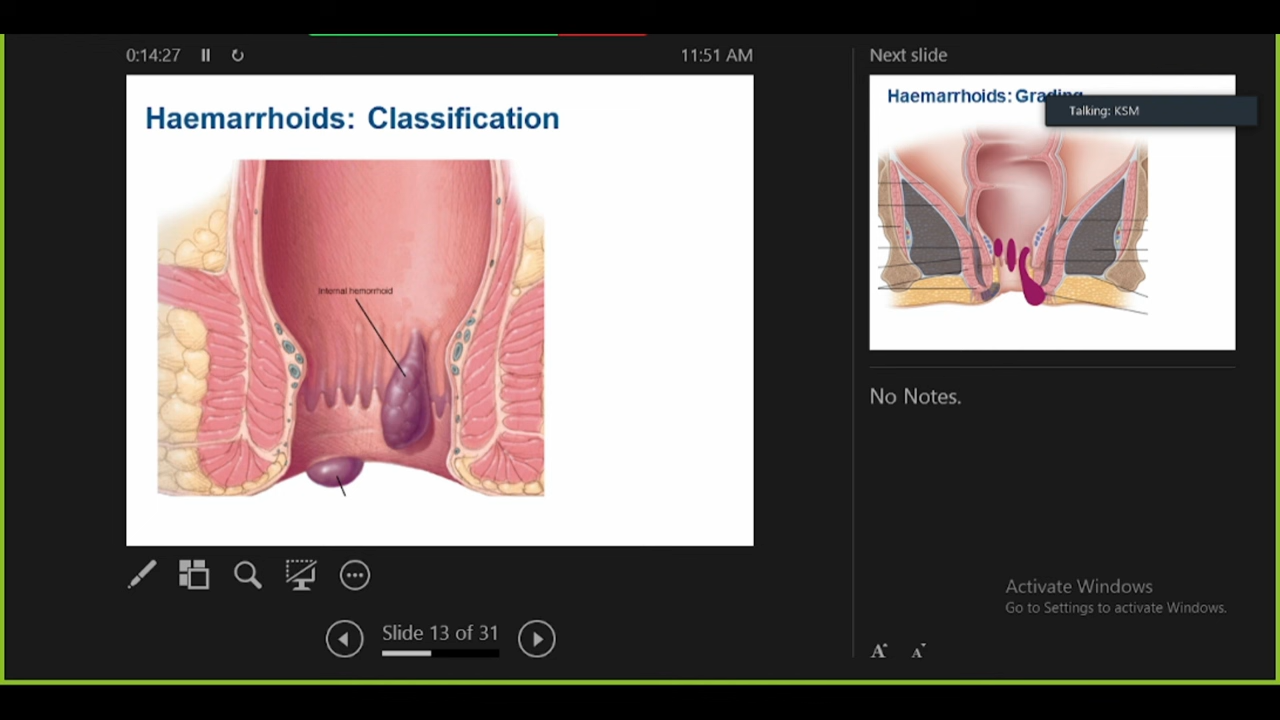 0:14:27
11:51 AM
Haemarrhoids: Classification
Internal hemorrhoid
Slide 13 of 31
Next slide
Haemarrhoids: Grading
Talking: KSM
No Notes.
Activate Windows
Go to Settings to activate Windows.
A
A